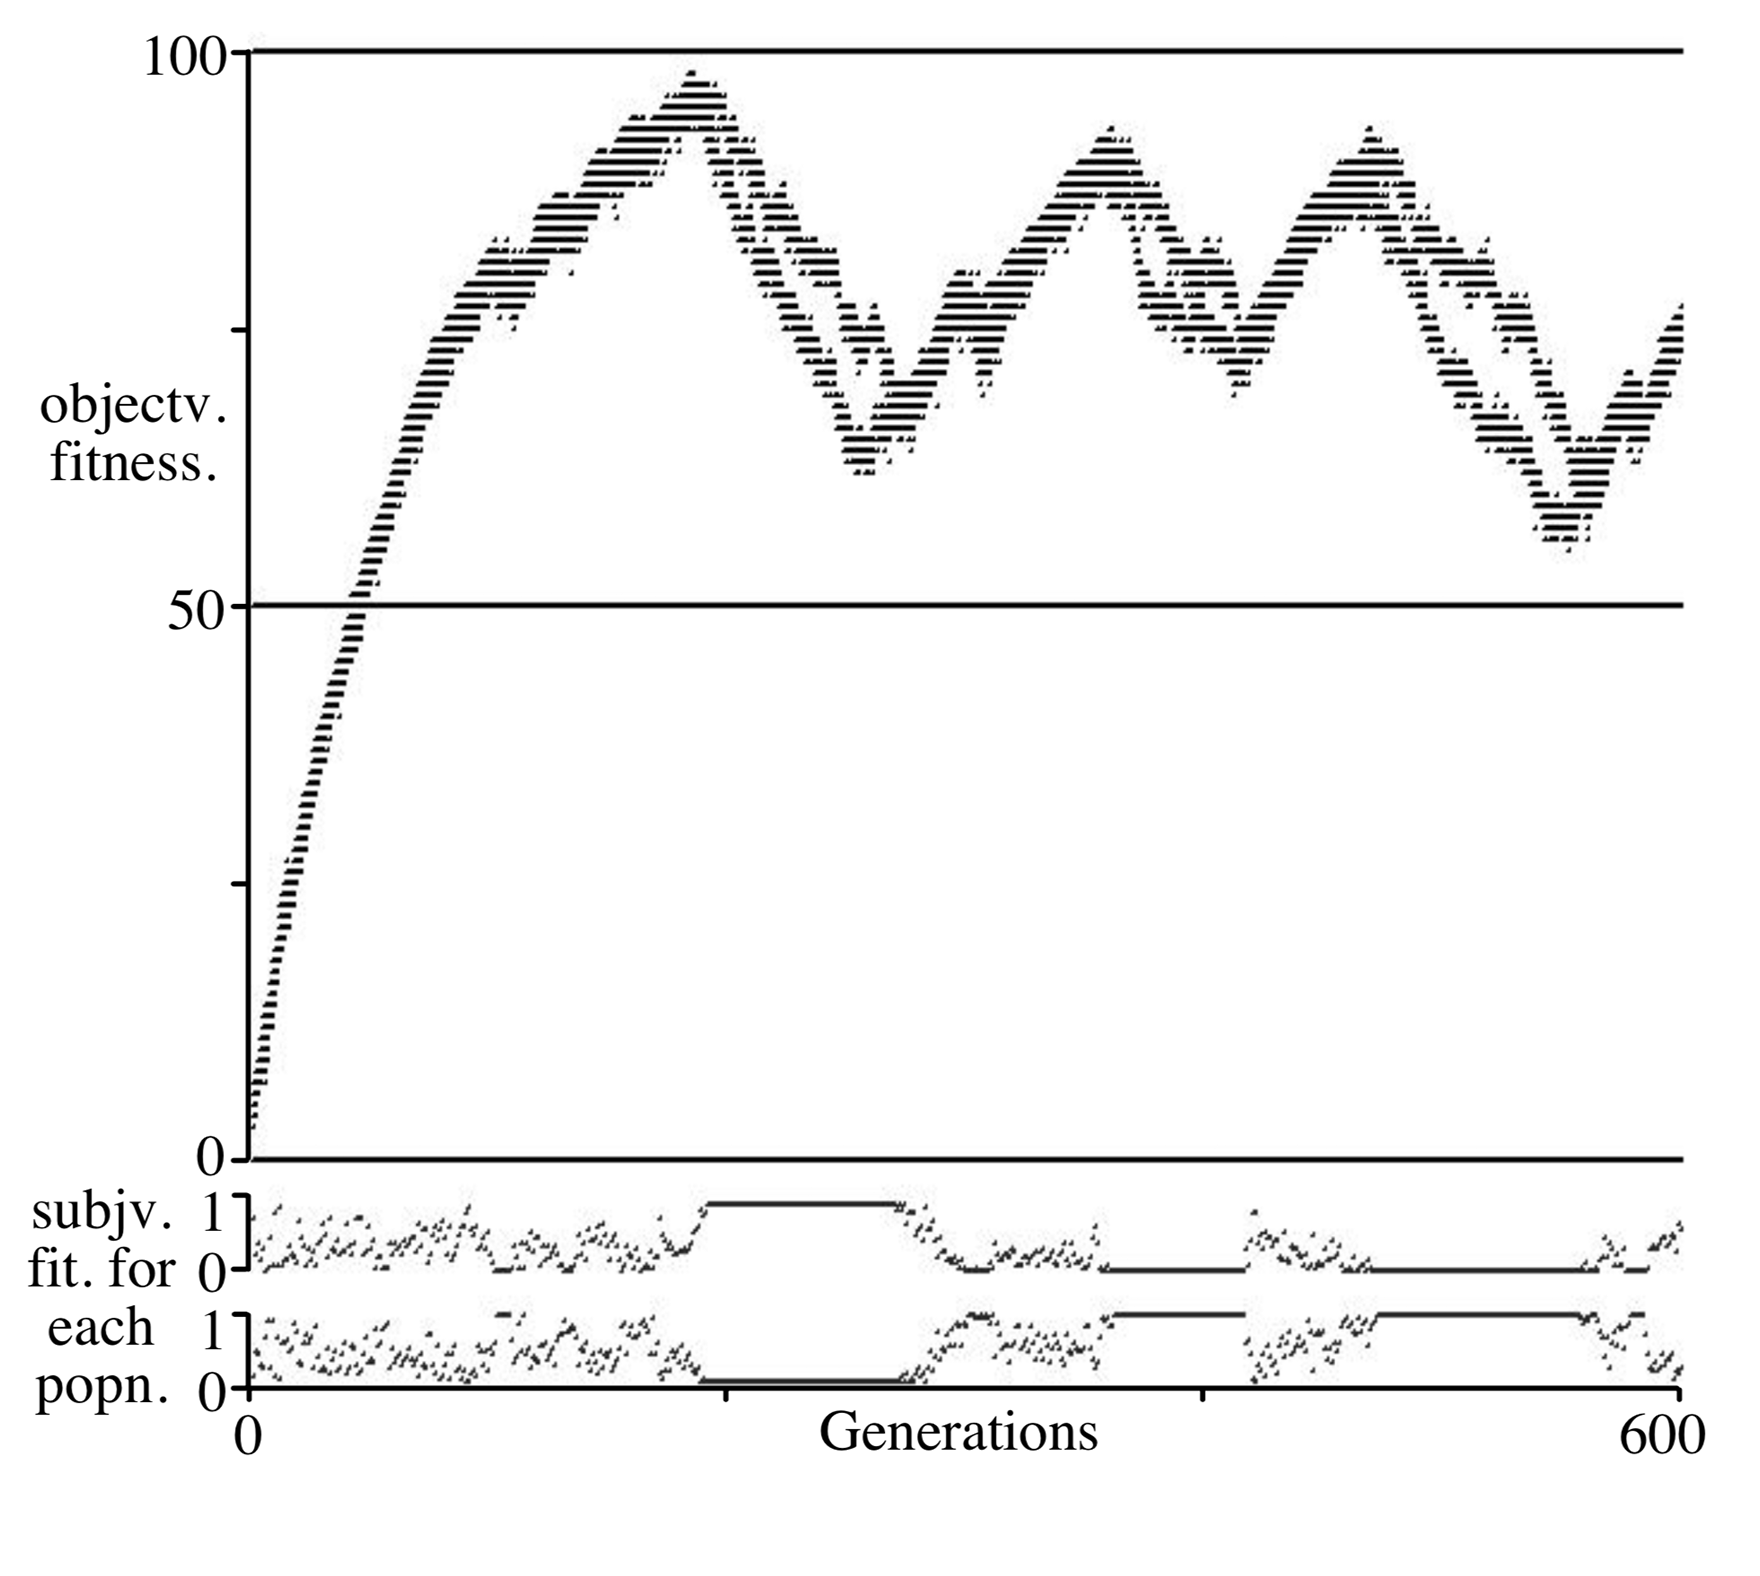 100
objectv.
fitness.
50
0
subjv. 1
fit. for 0
each 1
popn. 0
0 Generations 600